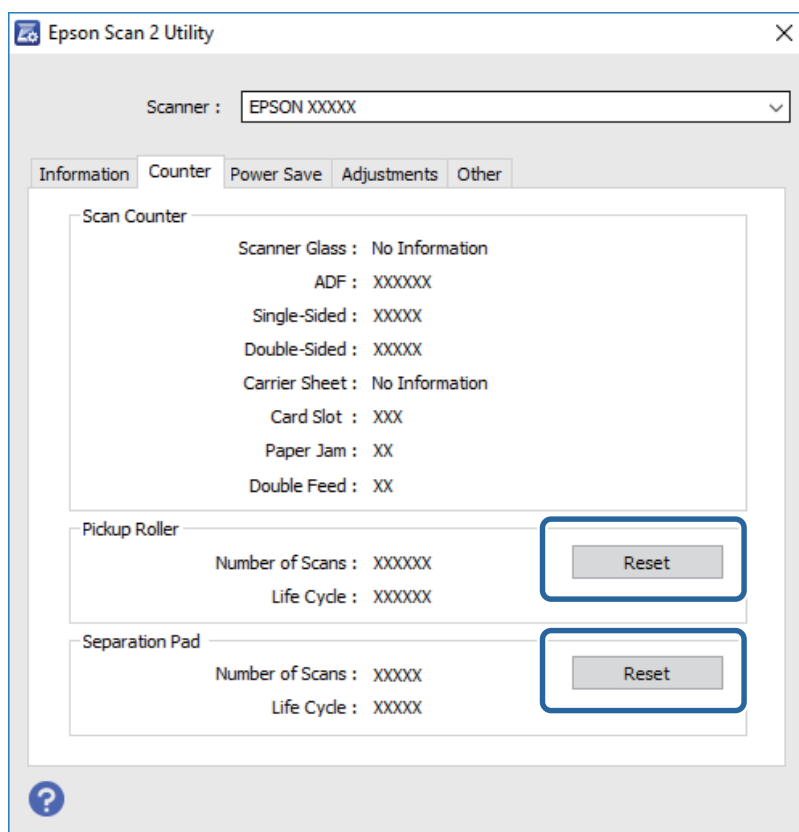 Epson Scan 2 Utility
Scanner : EPSON XXXXX
Information Counter Power Save Adjustments Other
Scan Counter
Scanner Glass : No Information
ADF : XXXXXX
Single-Sided : XXXXX
Double-Sided : XXXXX
Carrier Sheet : No Information
Card Slot : XXX
Paper Jam : XX
Double Feed : XX
Pickup Roller
Number of Scans : XXXXXX Reset
Life Cycle : XXXXXX
Separation Pad
Number of Scans : XXXXX Reset
Life Cycle : XXXXX
?